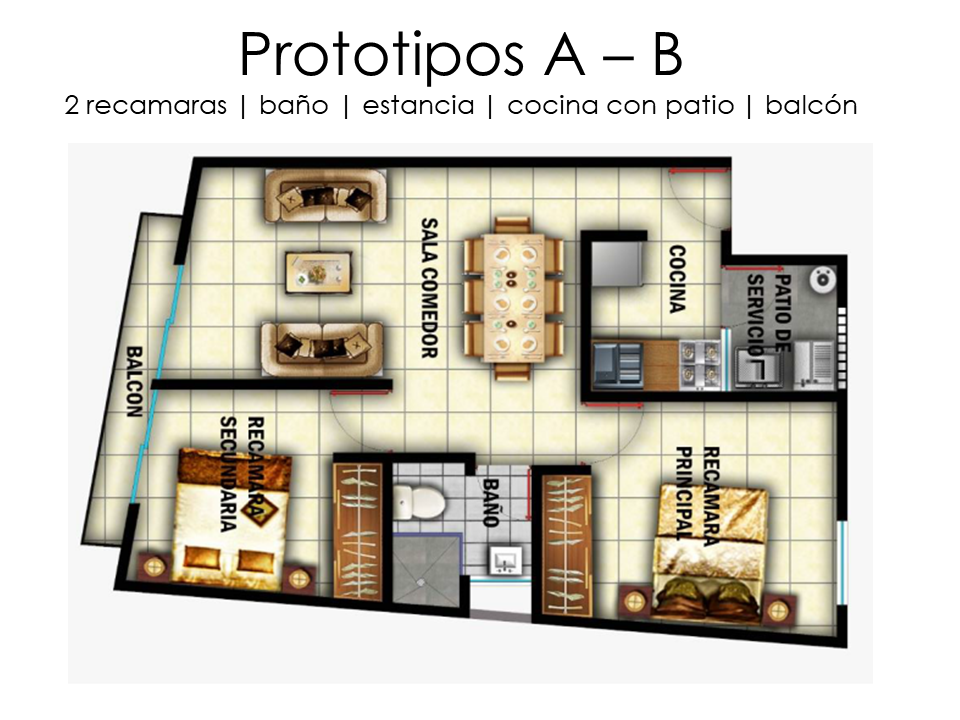 Prototipos A – B
2 recamaras | baño | estancia | cocina con patio | balcón
SALA COMEDOR
COCINA
PATIO DE
SERVICIO
BALCON
RECAMARA
SECUNDARIA
BAÑO
RECAMARA
PRINCIPAL